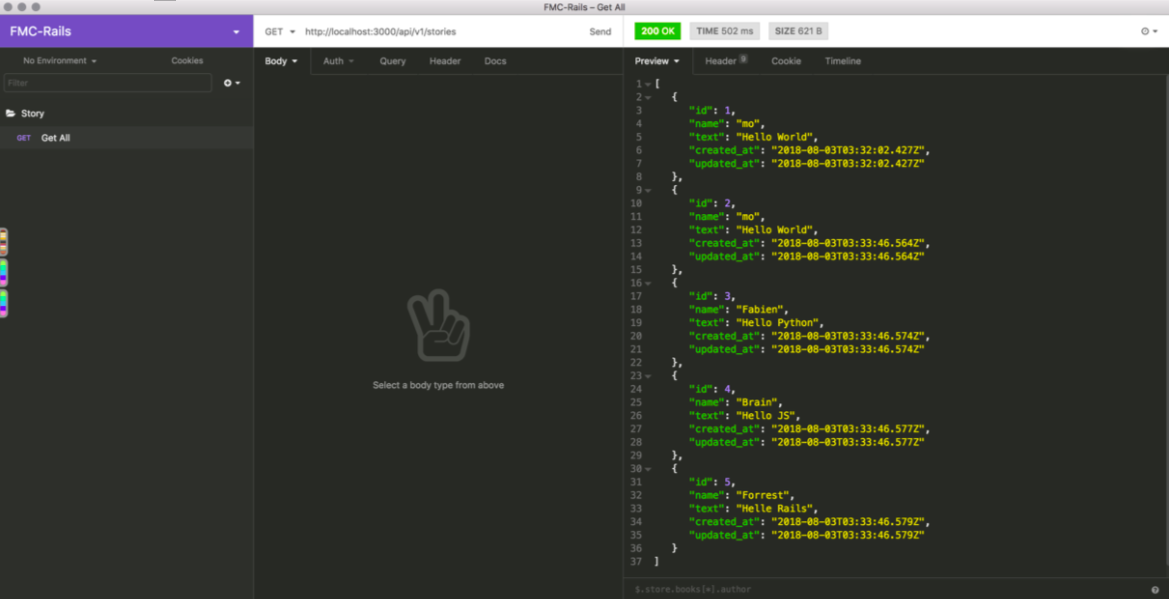 FMC-Rails – Get All
FMC-Rails
GET http://localhost:3000/api/v1/stories Send
200 OK TIME 502 ms SIZE 621 B
No Environment Cookies
Body Auth Query Header Docs
Preview Header 9 Cookie Timeline
Filter
Story
GET Get All
Select a body type from above
1 [
2 {
3 "id": 1,
4 "name": "mo",
5 "text": "Hello World",
6 "created_at": "2018-08-03T03:32:02.427Z",
7 "updated_at": "2018-08-03T03:32:02.427Z"
8 },
9 {
10 "id": 2,
11 "name": "mo",
12 "text": "Hello World",
13 "created_at": "2018-08-03T03:33:46.564Z",
14 "updated_at": "2018-08-03T03:33:46.564Z"
15 },
16 {
17 "id": 3,
18 "name": "Fabien",
19 "text": "Hello Python",
20 "created_at": "2018-08-03T03:33:46.574Z",
21 "updated_at": "2018-08-03T03:33:46.574Z"
22 },
23 {
24 "id": 4,
25 "name": "Brain",
26 "text": "Hello JS",
27 "created_at": "2018-08-03T03:33:46.577Z",
28 "updated_at": "2018-08-03T03:33:46.577Z"
29 },
30 {
31 "id": 5,
32 "name": "Forrest",
33 "text": "Helle Rails",
34 "created_at": "2018-08-03T03:33:46.579Z",
35 "updated_at": "2018-08-03T03:33:46.579Z"
36 }
37 ]
$.store.books[*].author